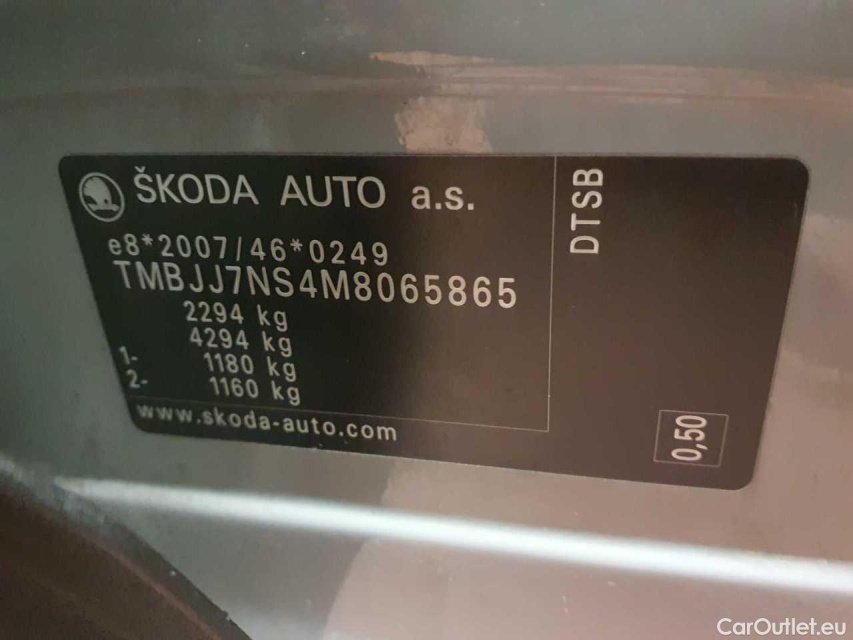 ŠKODA AUTO a.s.
e8*2007/46*0249
TMBJJ7NS4M8065865
2294 kg
4294 kg
1- 1180 kg
2- 1160 kg
www.skoda-auto.com
DTSB
0,50
CarOutlet.eu